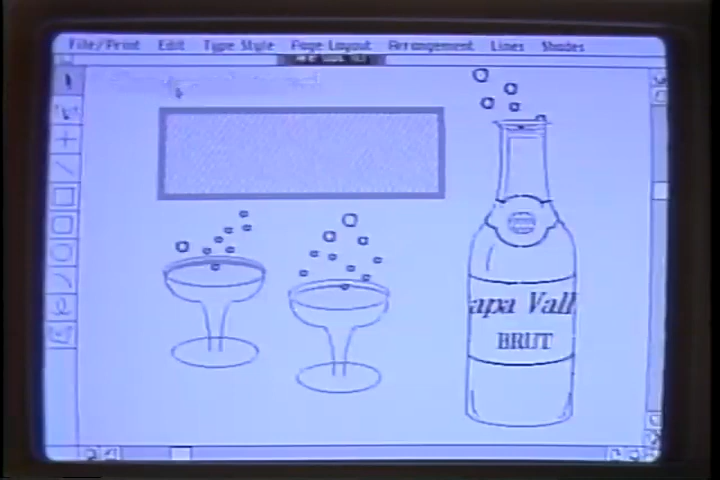 File/Print Edit Type Style Page Layout Arrangement Lines Shades
apa Vall
BRUT